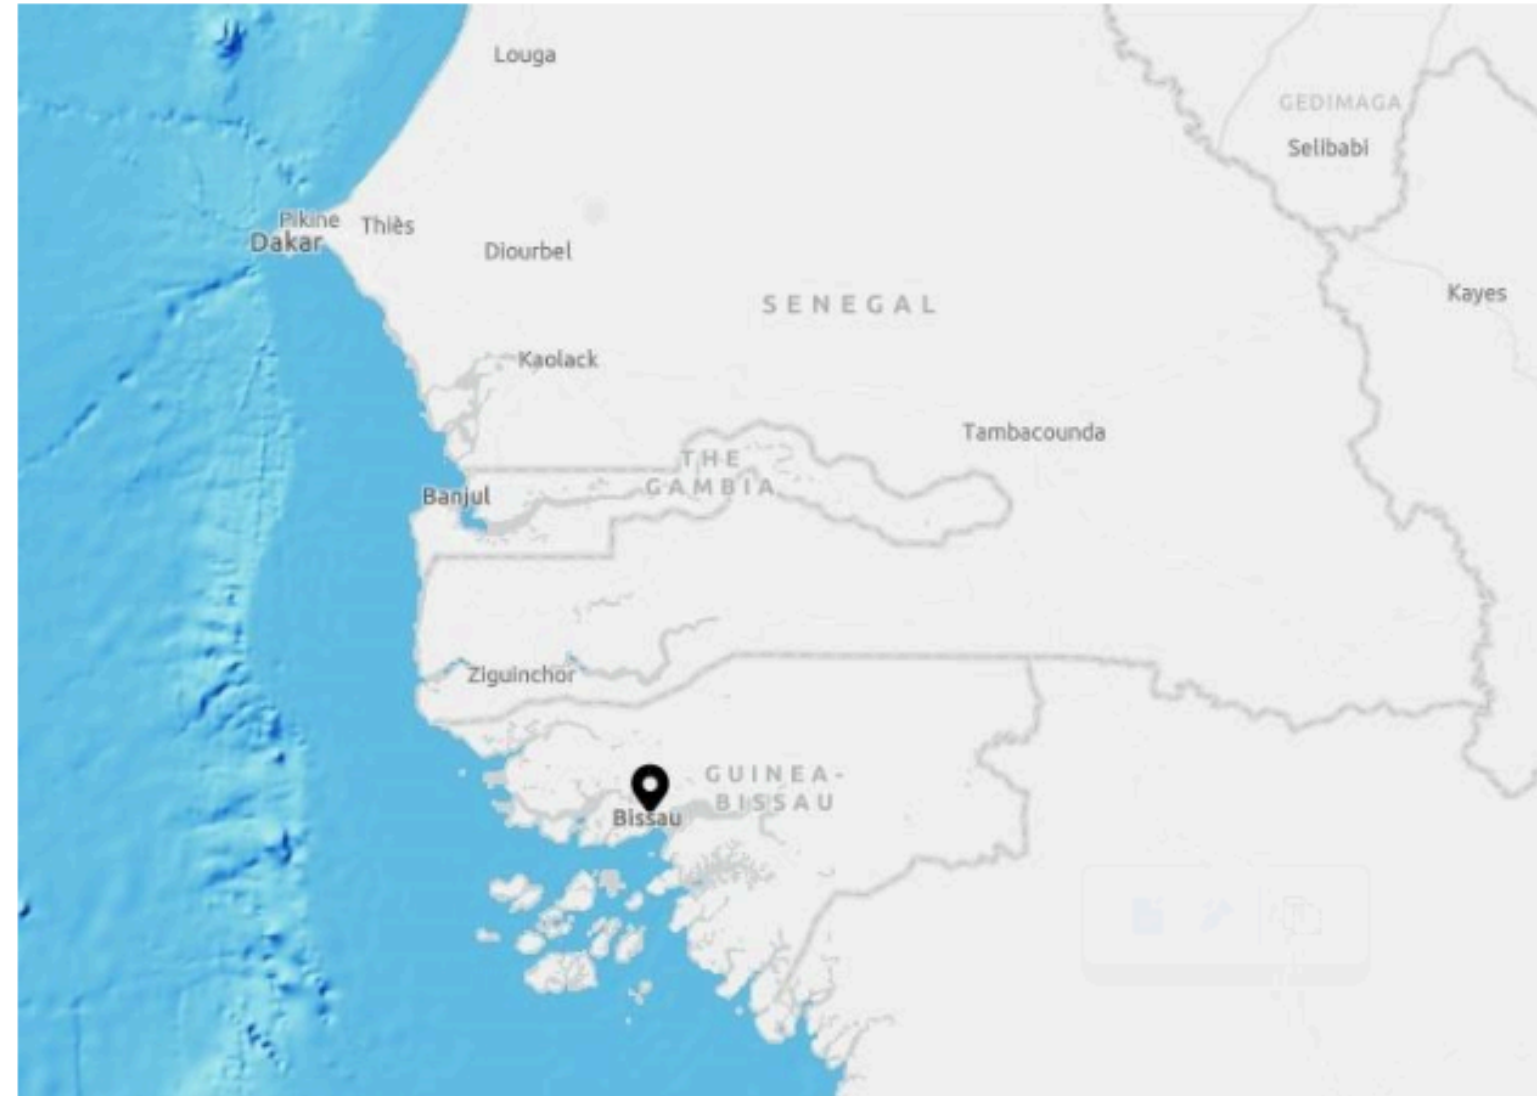 Louga
GEDIMAGA
Selibabi
Pikine
Thiès
Dakar
Diourbel
Kayes
SENEGAL
Kaolack
Tambacounda
THE
GAMBIA
Banjul
Ziguinchor
GUINEA-
BISSAU
Bissau